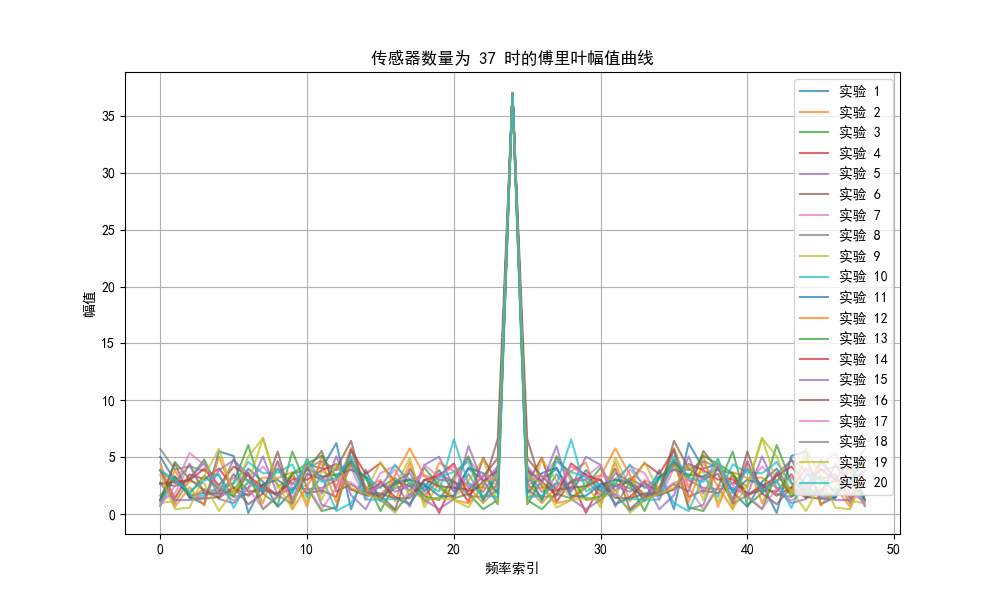 传感器数量为 37 时的傅里叶幅值曲线
幅值
35
30
25
20
15
10
5
0
0 10 20 30 40 50
频率索引
实验 1
实验 2
实验 3
实验 4
实验 5
实验 6
实验 7
实验 8
实验 9
实验 10
实验 11
实验 12
实验 13
实验 14
实验 15
实验 16
实验 17
实验 18
实验 19
实验 20